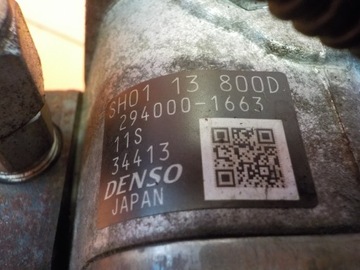 SH01 13 800D
294000-1663
11S
34413
DENSO
JAPAN